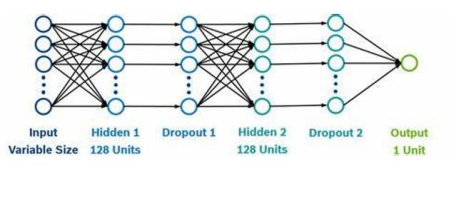 Input Hidden 1 Dropout 1 Hidden 2 Dropout 2 Output
Variable Size 128 Units 128 Units 1 Unit